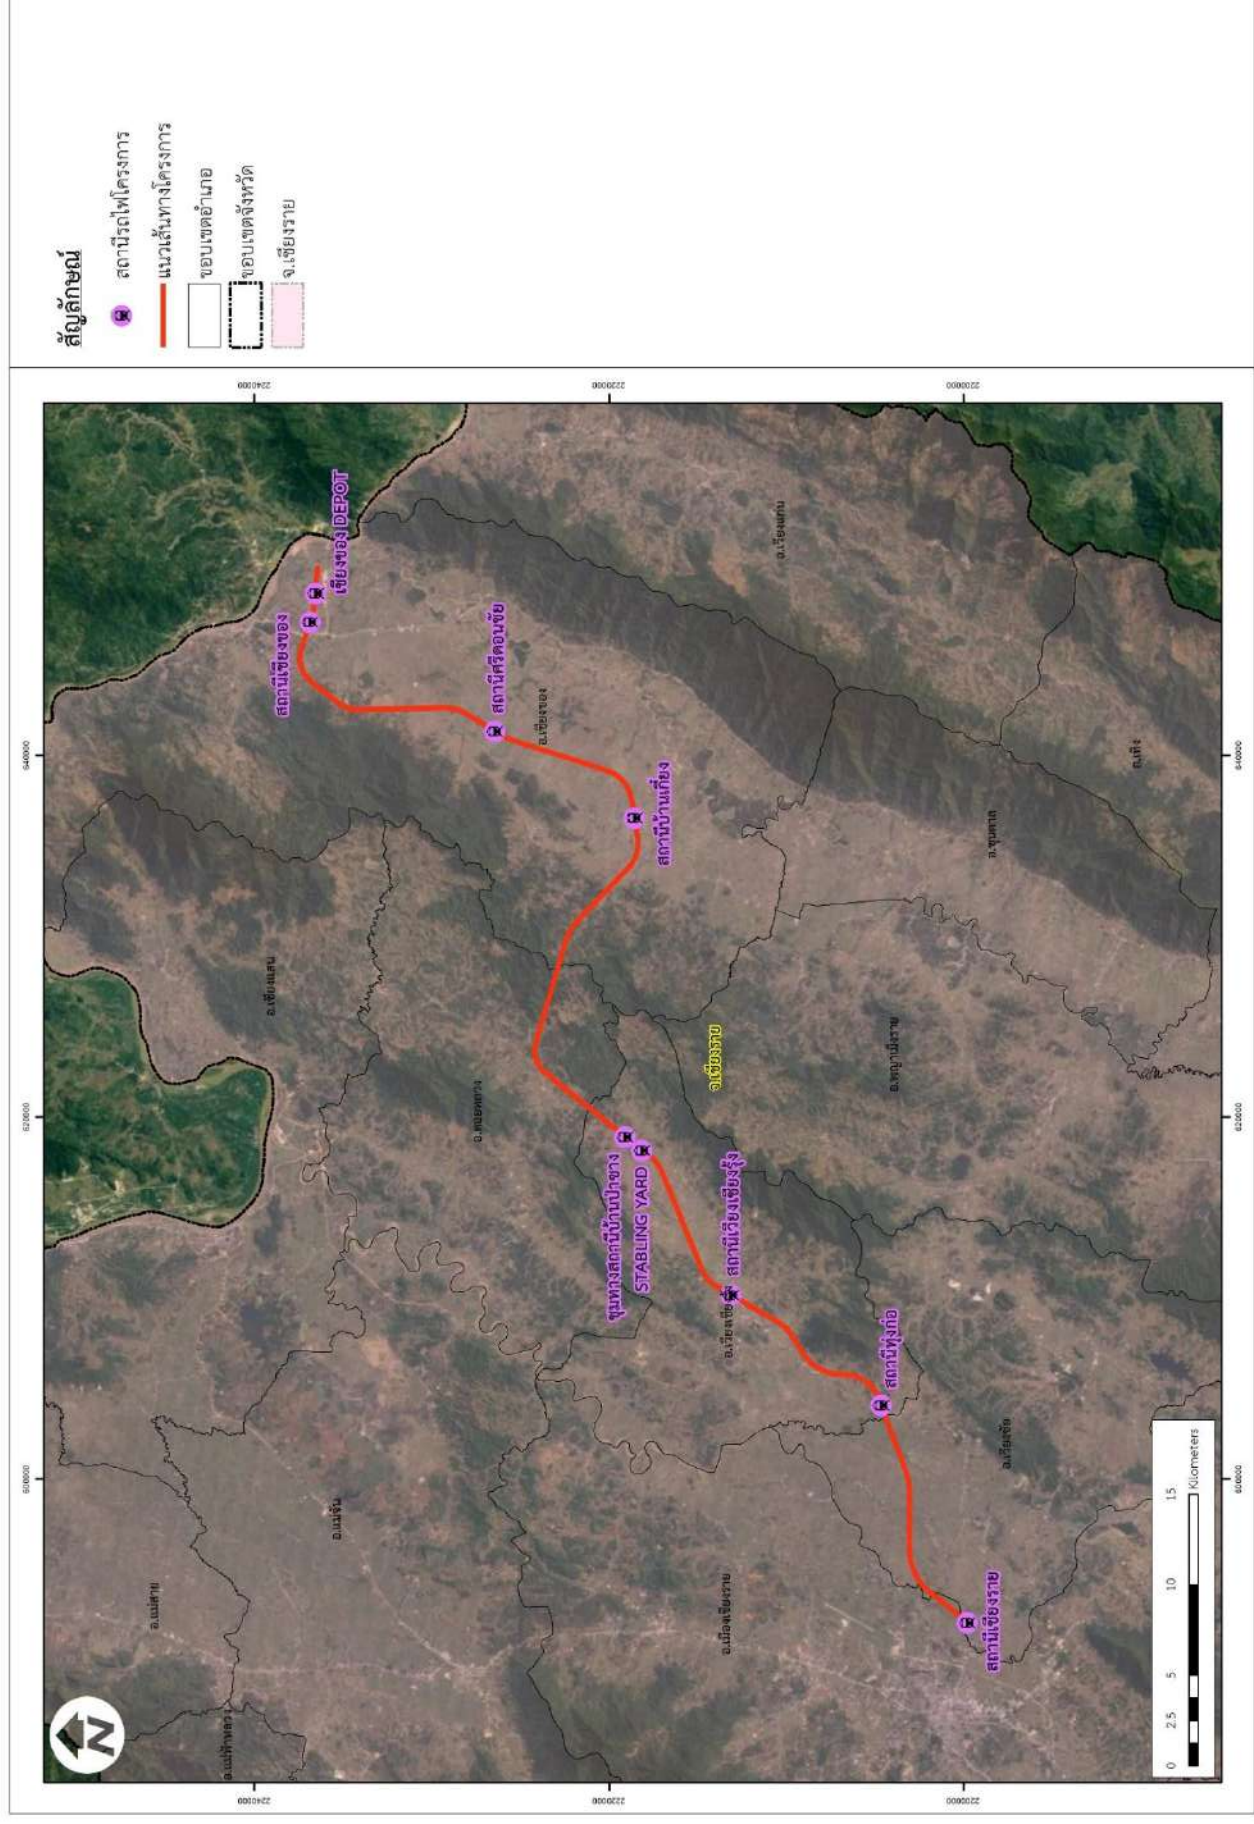 สัญลักษณ์
สถานีรถไฟโครงการ
แนวเส้นทางโครงการ
ขอบเขตอำเภอ
ขอบเขตจังหวัด
จ.เชียงราย
N
600000
620000
640000
2240000
2220000
2200000
2240000
2220000
2200000
600000
620000
640000
อ.แม่ฟ้าหลวง
อ.แม่สาย
อ.แม่จัน
อ.เชียงแสน
อ.ดอยหลวง
อ.เชียงของ
อ.เวียงแก่น
อ.เมืองเชียงราย
อ.เวียงเชียงรุ้ง
อ.เวียงชัย
อ.พญาเม็งราย
อ.ขุนตาล
อ.เทิง
จ.เชียงราย
สถานีเชียงของ
เชียงของ DEPOT
สถานีศรีดอนชัย
สถานีบ้านเกี๋ยง
ชุมทางสถานีบ้านป่าซาง
STABLING YARD
สถานีเวียงเชียงรุ้ง
สถานีทุ่งก่อ
สถานีเชียงราย
0 2.5 5 10 15
Kilometers